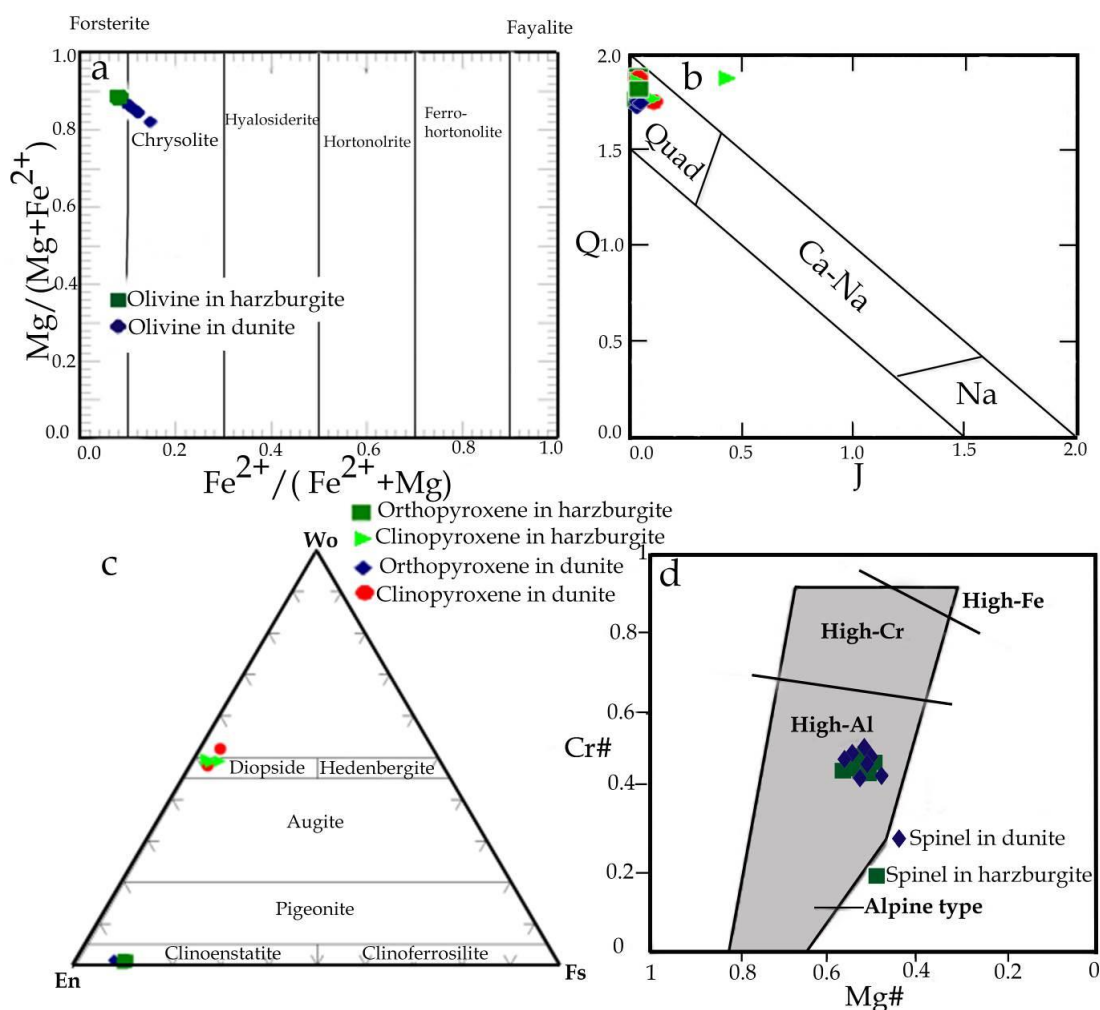 Forsterite
Fayalite
a
1.0
0.8
0.6
0.4
0.2
0.0
Mg/(Mg+Fe2+)
Chrysolite
Hyalosiderite
Hortonolrite
Ferro-
hortonolite
Olivine in harzburgite
Olivine in dunite
0.0 0.2 0.4 0.6 0.8 1.0
Fe2+/( Fe2++Mg)
b
2.0
1.5
1.0
0.5
0.0
Q
Quad
Ca-Na
Na
0.5 1.0 1.5 2.0
J
Orthopyroxene in harzburgite
Clinopyroxene in harzburgite
Orthopyroxene in dunite
Clinopyroxene in dunite
c
Wo
Diopside Hedenbergite
Augite
Pigeonite
Clinoenstatite Clinoferrosilite
En
Fs
d
1
0.8
0.6
0.4
0.2
0
Cr#
High-Fe
High-Cr
High-Al
Spinel in dunite
Spinel in harzburgite
Alpine type
1 0.8 0.6 0.4 0.2 0
Mg#